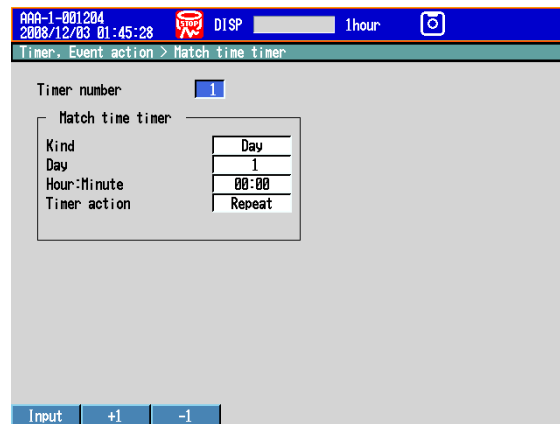 AAA-1-001204
2008/12/03 01:45:28
STOP
DISP
1hour
Timer, Event action > Match time timer
Timer number 1
Match time timer
Kind Day
Day 1
Hour:Minute 00:00
Timer action Repeat
Input +1 -1